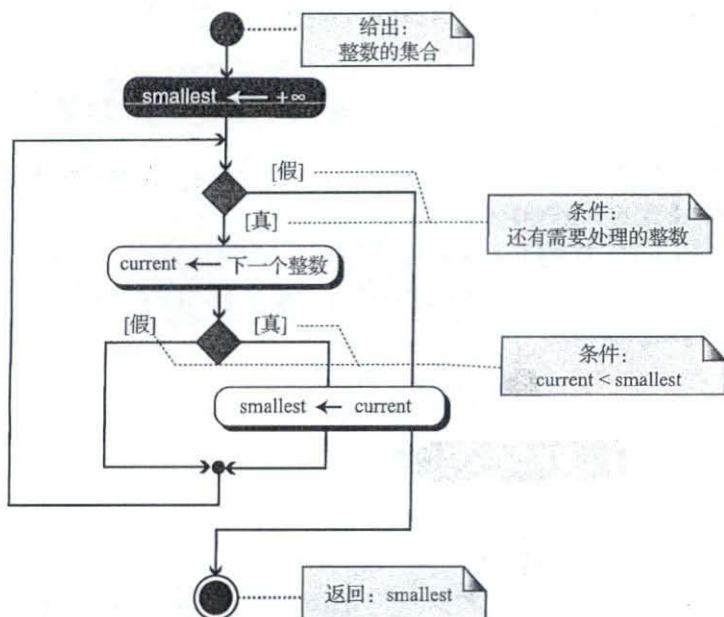 给出：
整数的集合
smallest ← +∞
[假]
[真]
条件：
还有需要处理的整数
current ← 下一个整数
[假]
[真]
条件：
current < smallest
smallest ← current
返回：smallest